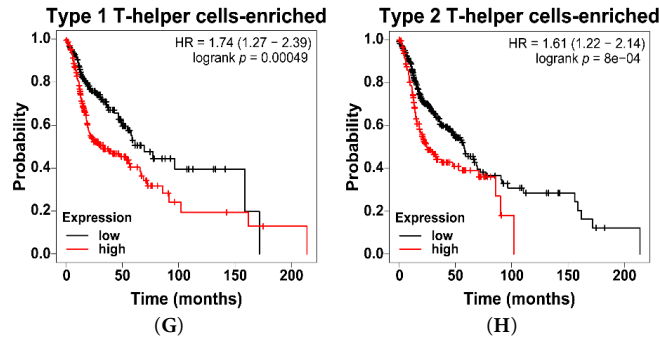 Type 1 T-helper cells-enriched
HR = 1.74 (1.27 − 2.39)
logrank p = 0.00049
Probability
1.0
0.8
0.6
0.4
0.2
0.0
Expression
low
high
0 50 100 150 200
Time (months)
(G)
Type 2 T-helper cells-enriched
HR = 1.61 (1.22 − 2.14)
logrank p = 8e−04
Probability
1.0
0.8
0.6
0.4
0.2
0.0
Expression
low
high
0 50 100 150 200
Time (months)
(H)